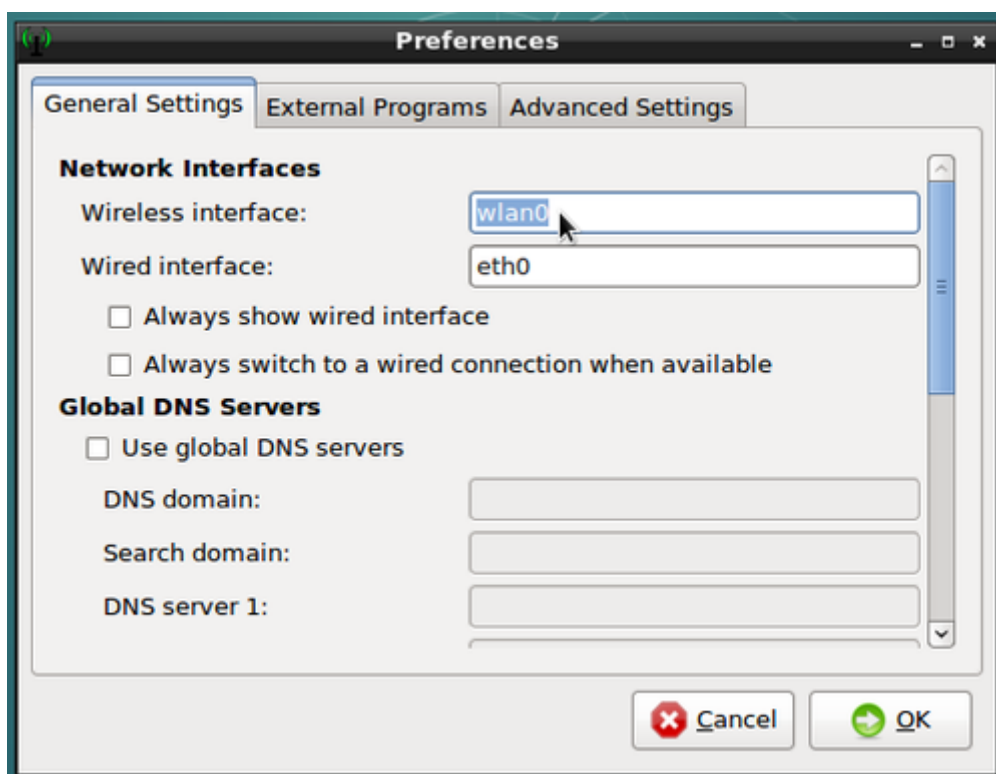 Preferences
General Settings External Programs Advanced Settings
Network Interfaces
Wireless interface: wlan0
Wired interface: eth0
Always show wired interface
Always switch to a wired connection when available
Global DNS Servers
Use global DNS servers
DNS domain:
Search domain:
DNS server 1:
Cancel OK